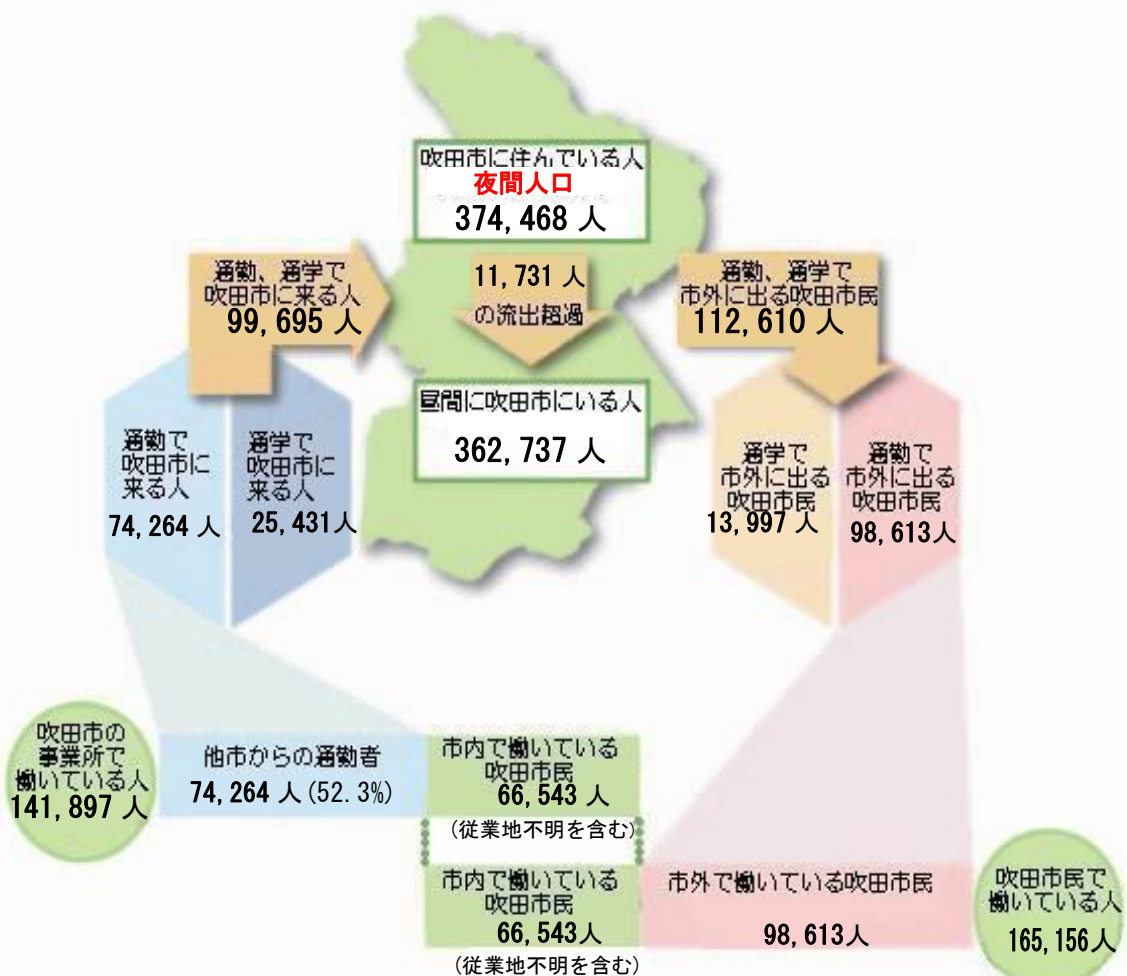 吹田市に住んでいる人
夜間人口
374,468 人
通勤、通学で
吹田市に来る人
99,695 人
11,731 人
の流出超過
通勤、通学で
市外に出る吹田市民
112,610 人
昼間に吹田市にいる人
362,737 人
通勤で
吹田市に
来る人
74,264 人
通学で
吹田市に
来る人
25,431人
通学で
市外に出る
吹田市民
13,997 人
通勤で
市外に出る
吹田市民
98,613人
吹田市の
事業所で
働いている人
141,897 人
他市からの通勤者
74,264 人(52.3%)
市内で働いている
吹田市民
66,543 人
(従業地不明を含む)
市内で働いている
吹田市民
66,543人
(従業地不明を含む)
市外で働いている吹田市民
98,613人
吹田市民で
働いている人
165,156人